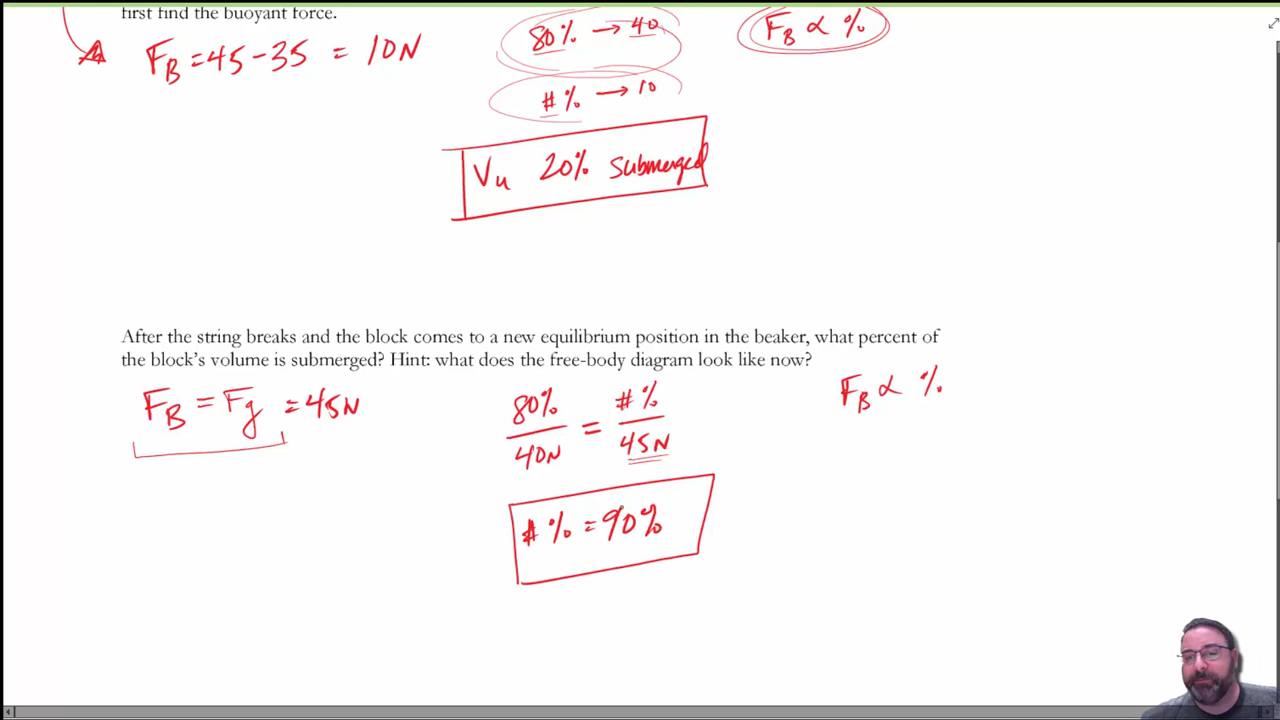 first find the buoyant force.
F_B = 45 - 35 = 10N
80% → 40
F_B ∝ %
#% → 10
Vu 20% submerged
After the string breaks and the block comes to a new equilibrium position in the beaker, what percent of
the block's volume is submerged? Hint: what does the free-body diagram look like now?
F_B = F_g = 45N
80% / 40N = #% / 45N
F_B ∝ %
#% = 90%